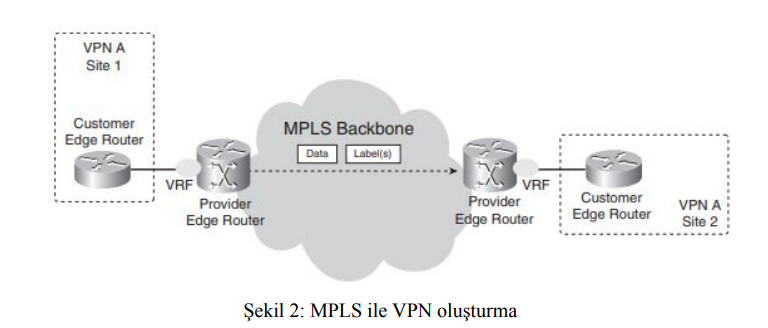 VPN A
Site 1
Customer
Edge Router
VRF
Provider
Edge Router
MPLS Backbone
Data
Label(s)
Provider
Edge Router
VRF
Customer
Edge Router
VPN A
Site 2
Şekil 2: MPLS ile VPN oluşturma